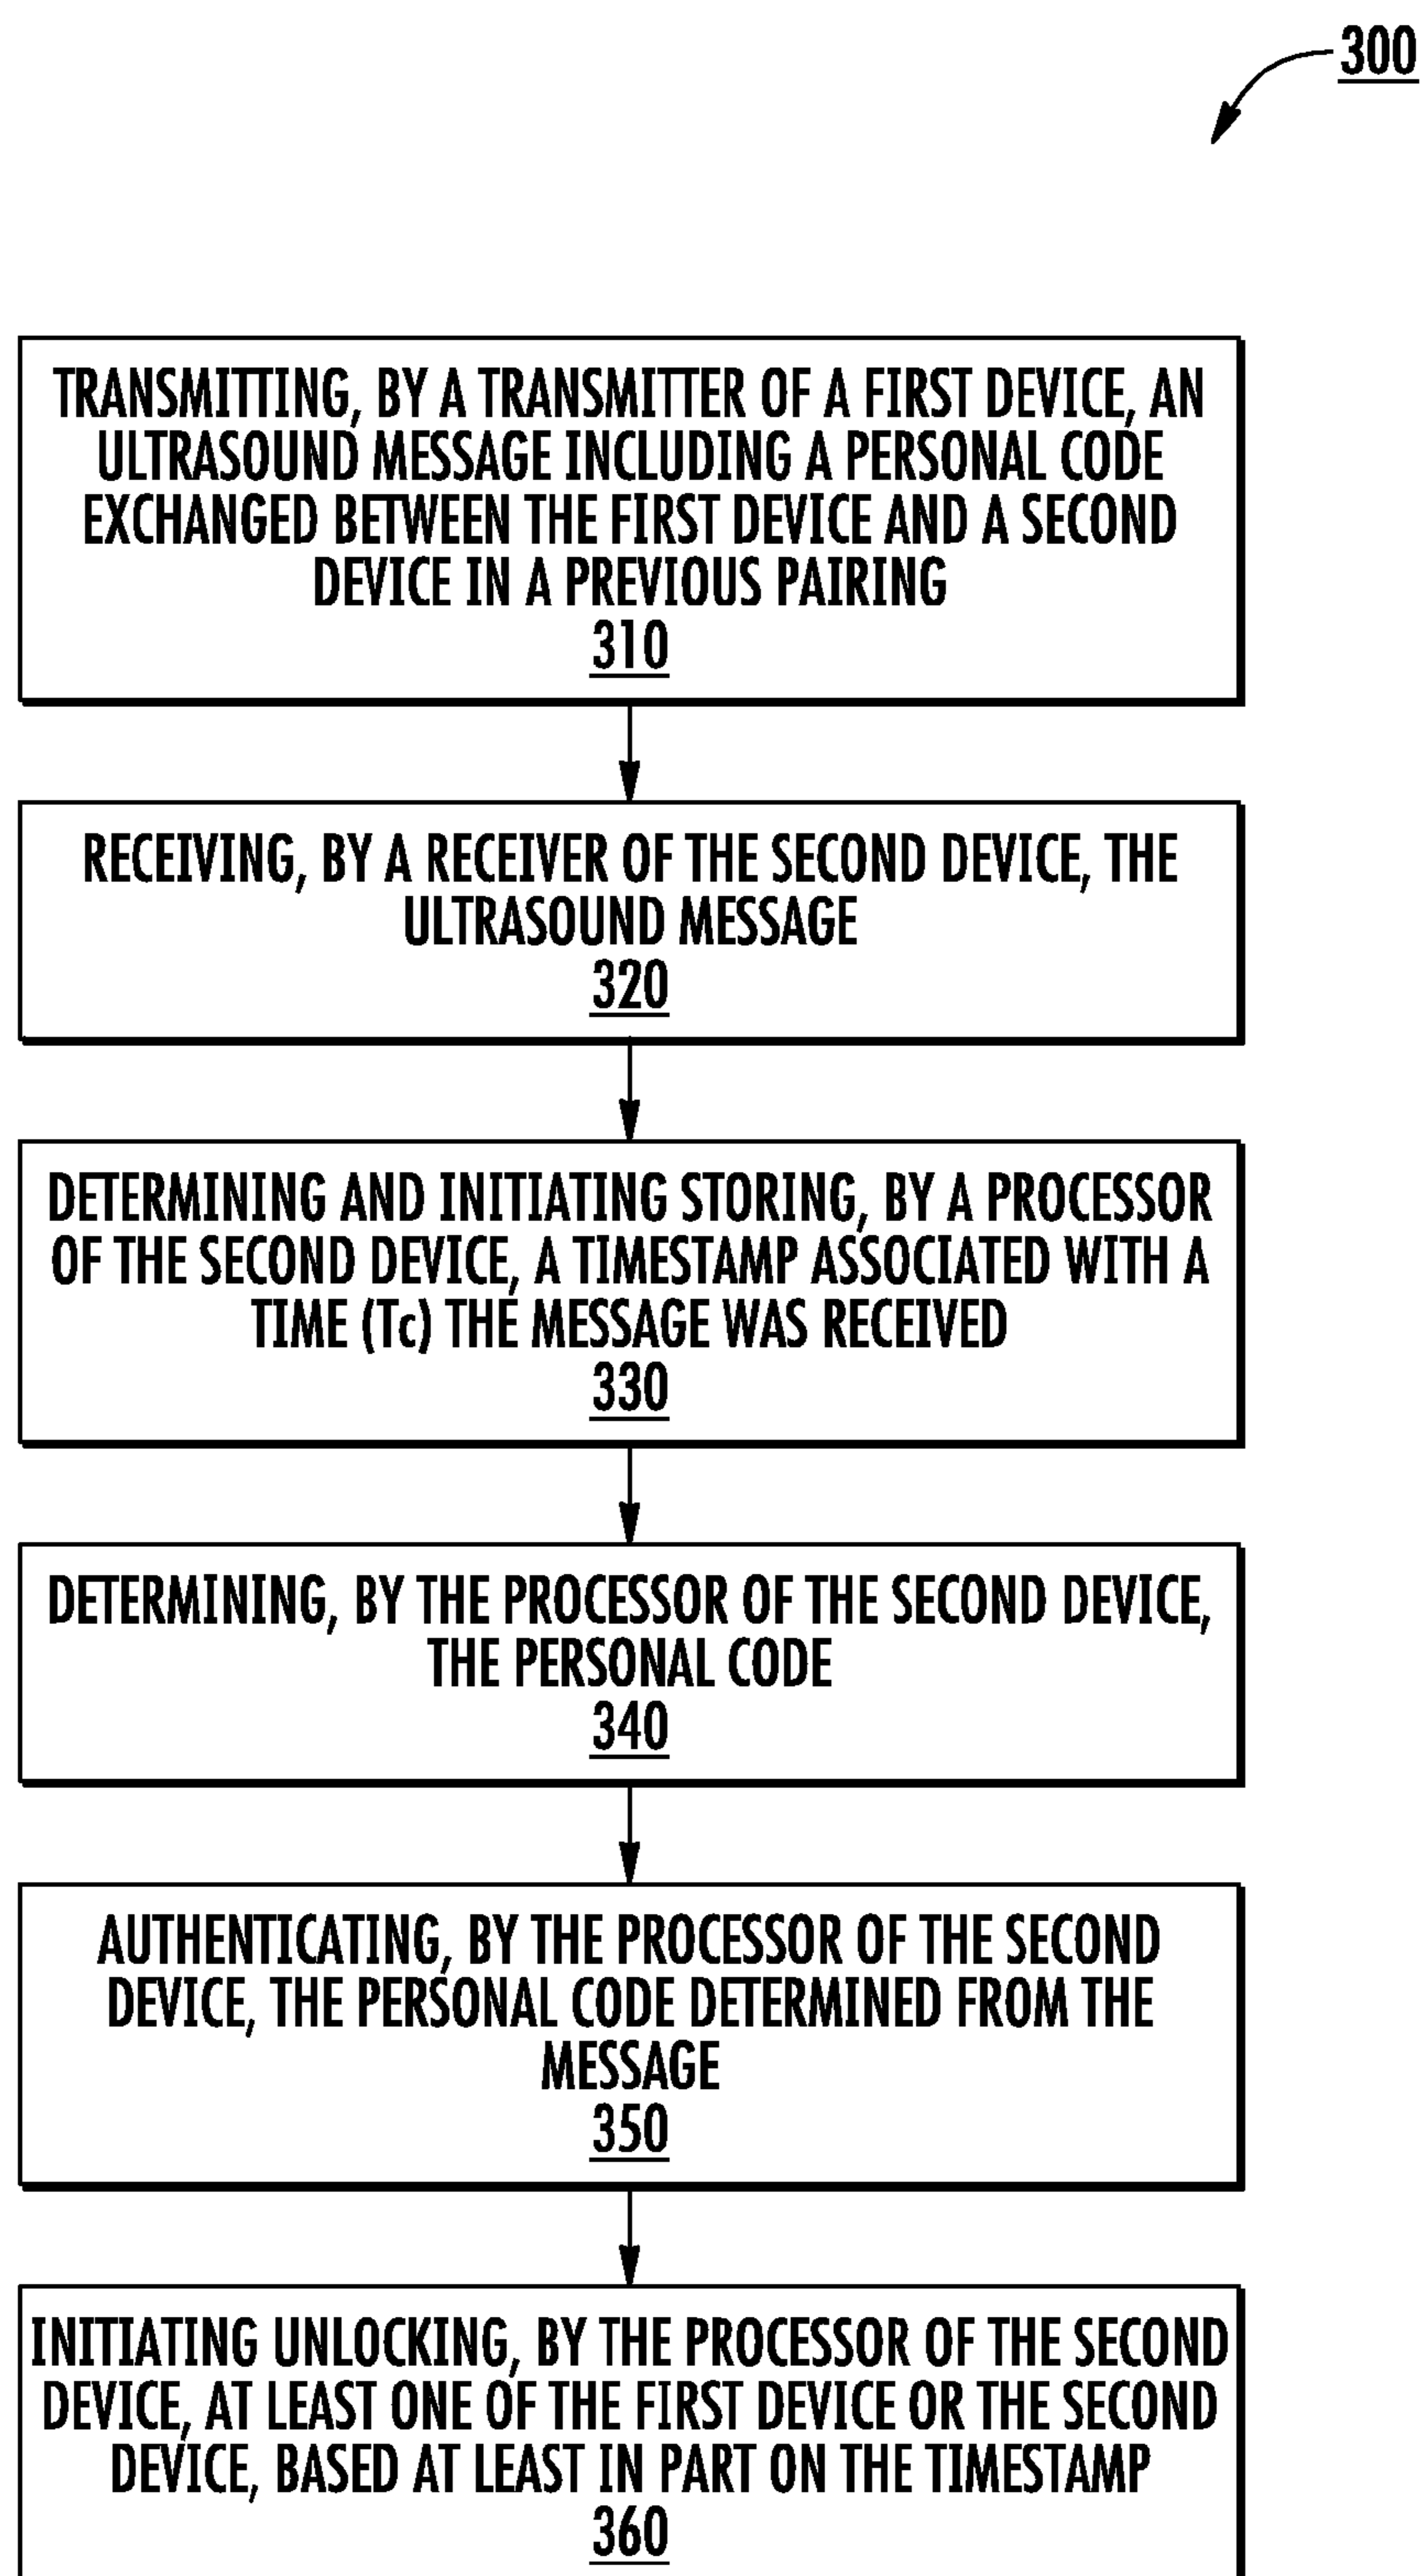 300
TRANSMITTING, BY A TRANSMITTER OF A FIRST DEVICE, AN
ULTRASOUND MESSAGE INCLUDING A PERSONAL CODE
EXCHANGED BETWEEN THE FIRST DEVICE AND A SECOND
DEVICE IN A PREVIOUS PAIRING
310
RECEIVING, BY A RECEIVER OF THE SECOND DEVICE, THE
ULTRASOUND MESSAGE
320
DETERMINING AND INITIATING STORING, BY A PROCESSOR
OF THE SECOND DEVICE, A TIMESTAMP ASSOCIATED WITH A
TIME (Tc) THE MESSAGE WAS RECEIVED
330
DETERMINING, BY THE PROCESSOR OF THE SECOND DEVICE,
THE PERSONAL CODE
340
AUTHENTICATING, BY THE PROCESSOR OF THE SECOND
DEVICE, THE PERSONAL CODE DETERMINED FROM THE
MESSAGE
350
INITIATING UNLOCKING, BY THE PROCESSOR OF THE SECOND
DEVICE, AT LEAST ONE OF THE FIRST DEVICE OR THE SECOND
DEVICE, BASED AT LEAST IN PART ON THE TIMESTAMP
360